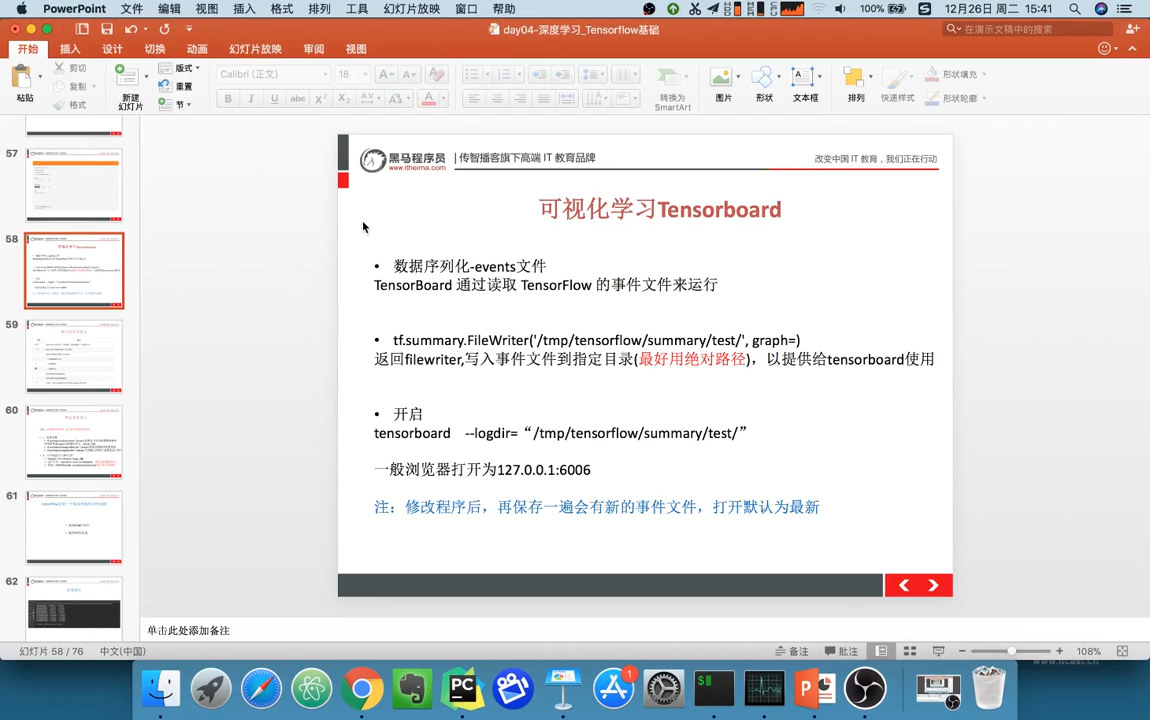 PowerPoint 文件 编辑 视图 插入 格式 排列 工具 幻灯片放映 窗口 帮助 100% 12月26日 周二 15:41
day04-深度学习_Tensorflow基础
在演示文稿中的搜索
开始 插入 设计 切换 动画 幻灯片放映 审阅 视图
粘贴
剪切
复制
格式
新建
幻灯片
版式
重置
节
Calibri (正文) 18
B I U abc X² X₂
转换为
SmartArt
图片 形状 文本框 排列 快速样式
形状填充
形状轮廓
57
58
59
60
61
62
黑马程序员
www.itheima.com
传智播客旗下高端 IT 教育品牌
改变中国 IT 教育,我们正在行动
可视化学习Tensorboard
• 数据序列化-events文件
TensorBoard 通过读取 TensorFlow 的事件文件来运行
• tf.summary.FileWriter('/tmp/tensorflow/summary/test/', graph=)
返回filewriter,写入事件文件到指定目录(最好用绝对路径),以提供给tensorboard使用
• 开启
tensorboard --logdir=“/tmp/tensorflow/summary/test/”
一般浏览器打开为127.0.0.1:6006
注:修改程序后,再保存一遍会有新的事件文件,打开默认为最新
单击此处添加备注
幻灯片 58 / 76 中文(中国) 备注 批注 108%
www.itcast.cn
PC
1
$
P